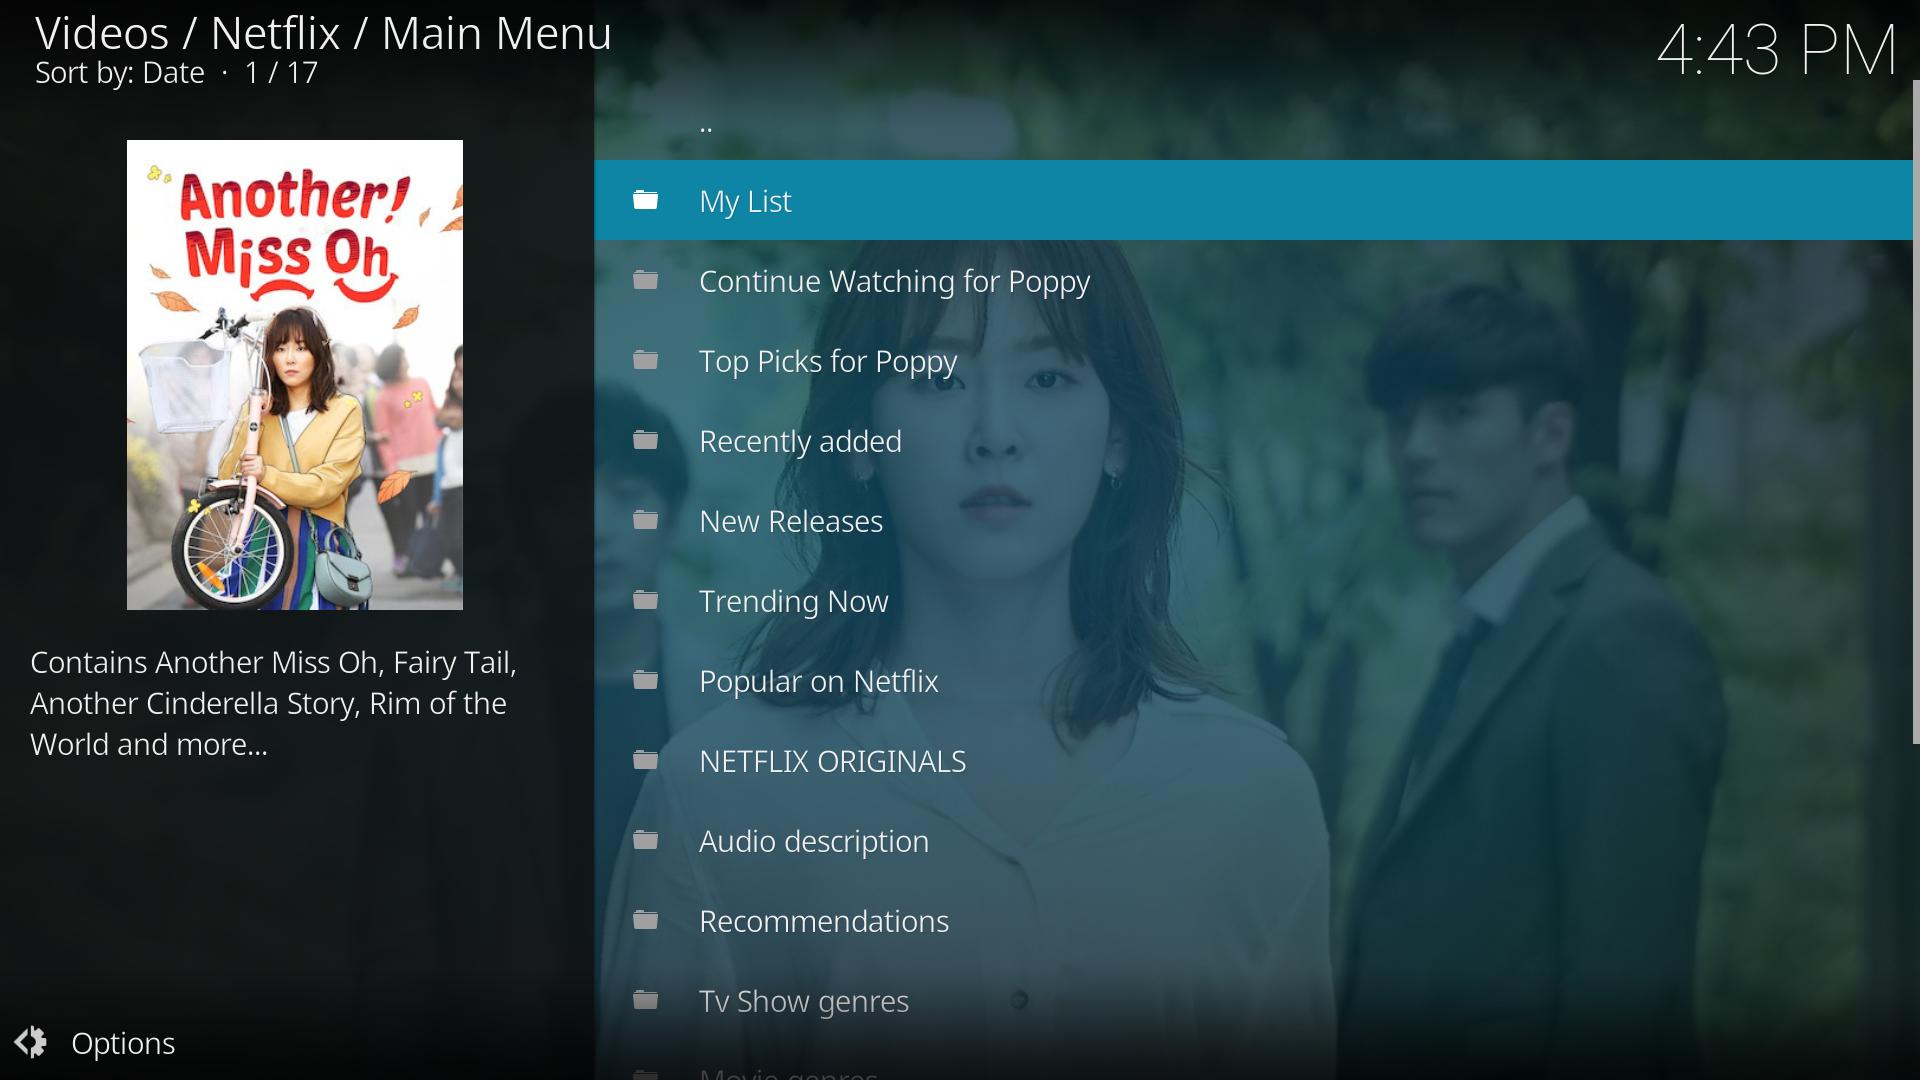 Videos / Netflix / Main Menu
Sort by: Date · 1 / 17
4:43 PM
Another!
Miss Oh
Contains Another Miss Oh, Fairy Tail,
Another Cinderella Story, Rim of the
World and more...
..
My List
Continue Watching for Poppy
Top Picks for Poppy
Recently added
New Releases
Trending Now
Popular on Netflix
NETFLIX ORIGINALS
Audio description
Recommendations
Tv Show genres
Movie genres
Options